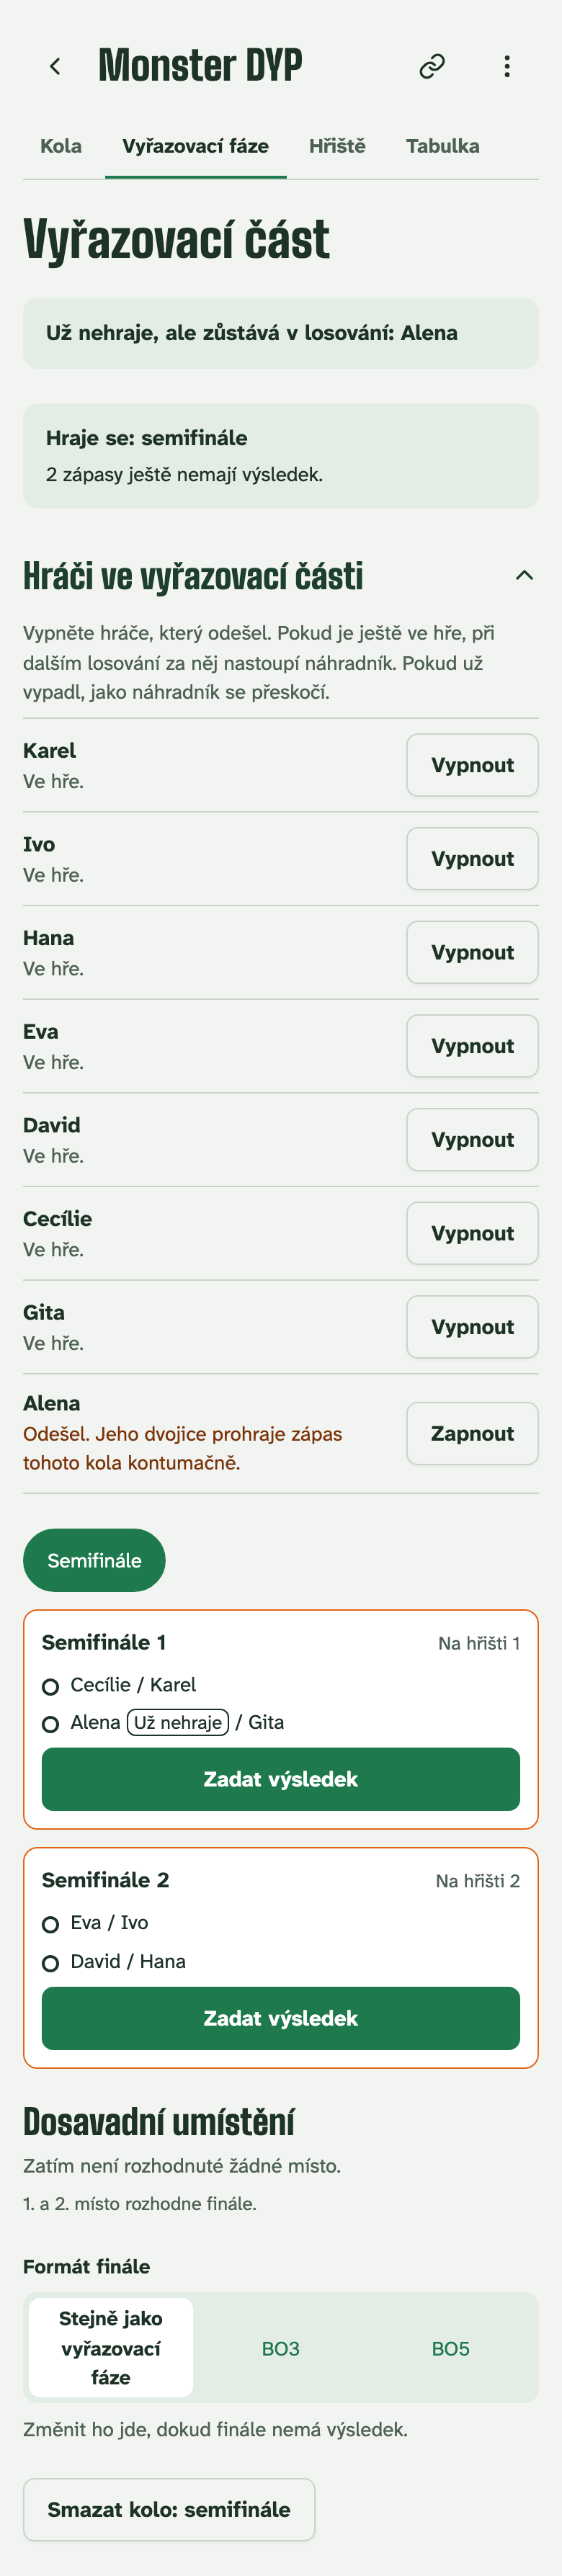 Monster DYP
Kola
Vyřazovací fáze
Hřiště
Tabulka
Vyřazovací část
Už nehraje, ale zůstává v losování: Alena
Hraje se: semifinále
2 zápasy ještě nemají výsledek.
Hráči ve vyřazovací části
Vypněte hráče, který odešel. Pokud je ještě ve hře, při
dalším losování za něj nastoupí náhradník. Pokud už
vypadl, jako náhradník se přeskočí.
Karel
Ve hře.
Vypnout
Ivo
Ve hře.
Vypnout
Hana
Ve hře.
Vypnout
Eva
Ve hře.
Vypnout
David
Ve hře.
Vypnout
Cecílie
Ve hře.
Vypnout
Gita
Ve hře.
Vypnout
Alena
Odešel. Jeho dvojice prohraje zápas
tohoto kola kontumačně.
Zapnout
Semifinále
Semifinále 1
Na hřišti 1
Cecílie / Karel
Alena Už nehraje / Gita
Zadat výsledek
Semifinále 2
Na hřišti 2
Eva / Ivo
David / Hana
Zadat výsledek
Dosavadní umístění
Zatím není rozhodnuté žádné místo.
1. a 2. místo rozhodne finále.
Formát finále
Stejně jako
vyřazovací
fáze
BO3
BO5
Změnit ho jde, dokud finále nemá výsledek.
Smazat kolo: semifinále